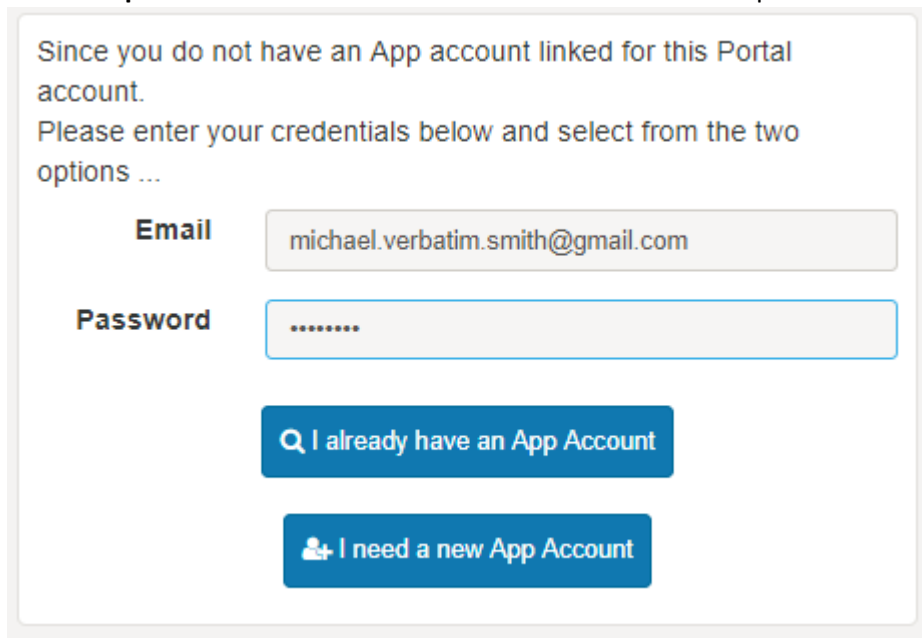 Since you do not have an App account linked for this Portal
account.
Please enter your credentials below and select from the two
options ...
Email
michael.verbatim.smith@gmail.com
Password
••••••••
I already have an App Account
I need a new App Account